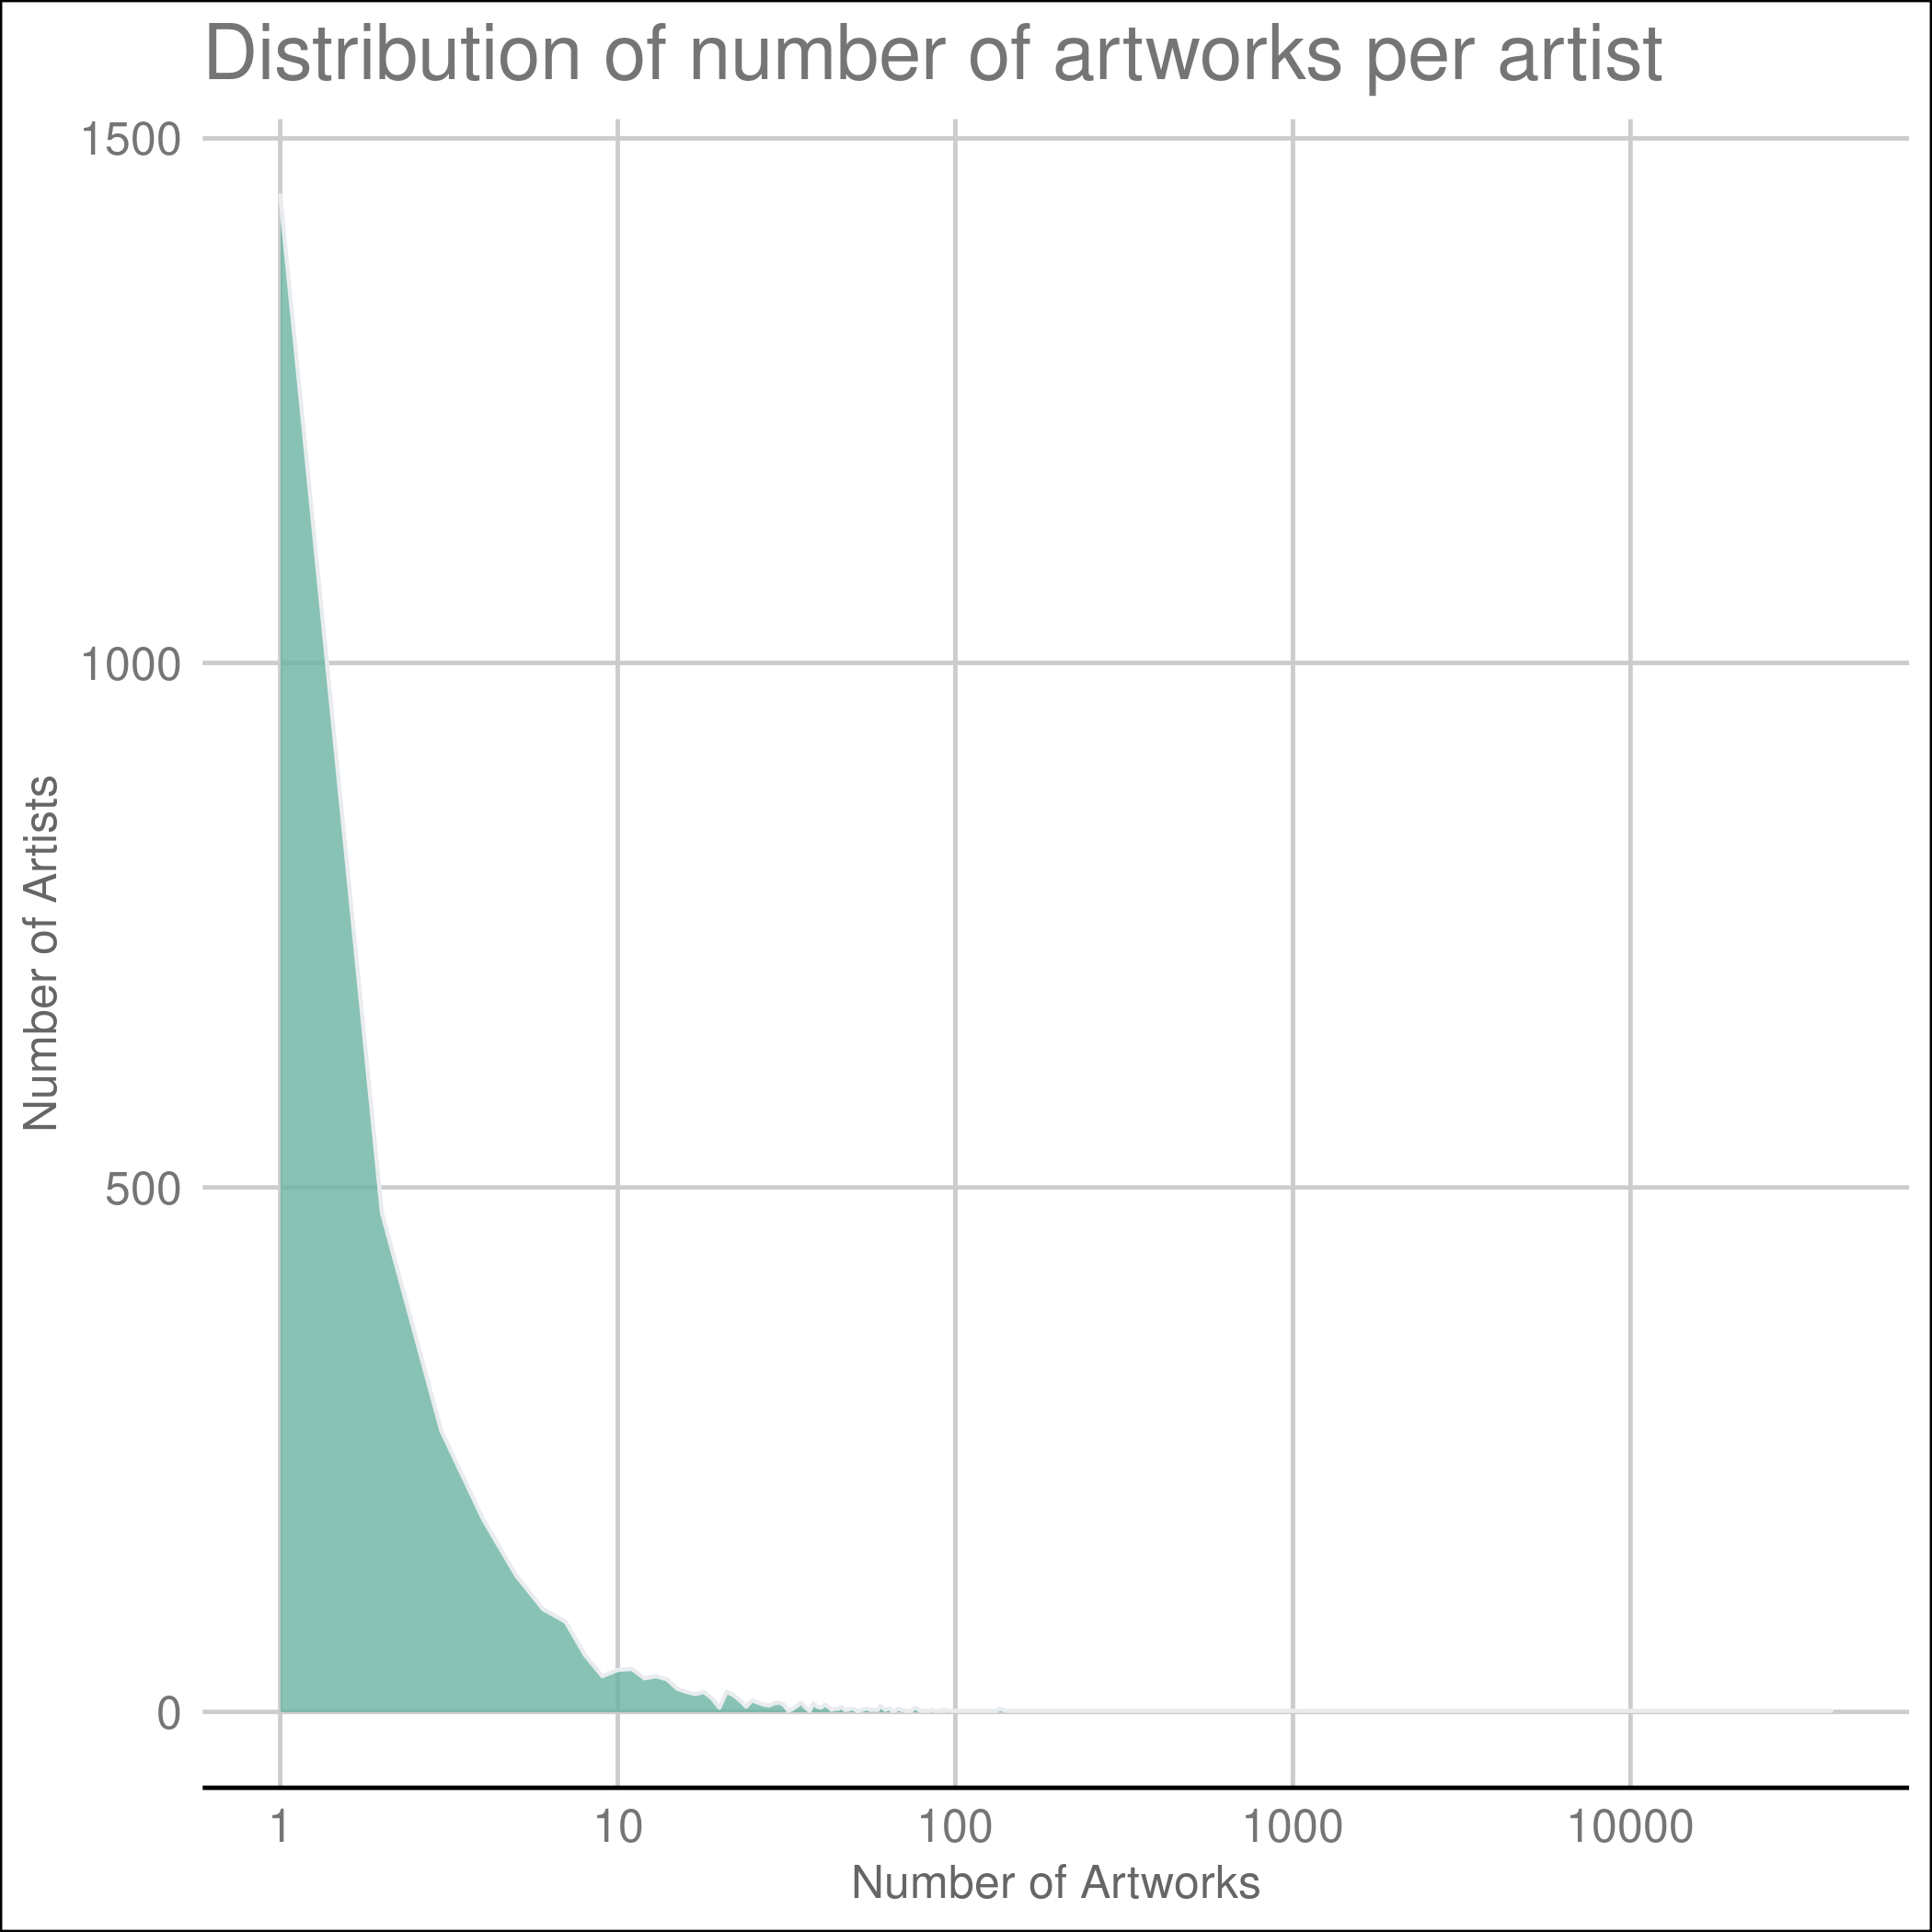 Distribution of number of artworks per artist
1500
1000
500
0
Number of Artists
1 10 100 1000 10000
Number of Artworks